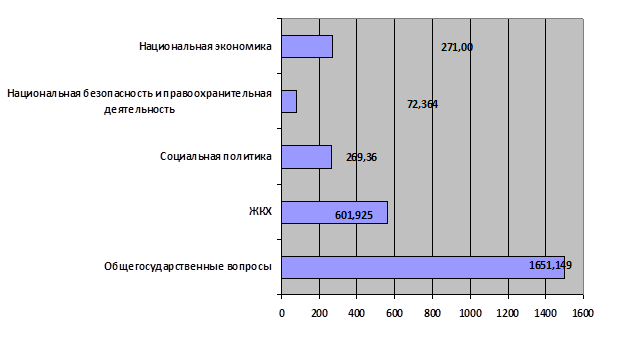 Национальная экономика
271,00
Национальная безопасность и правоохранительная
деятельность
72,364
Социальная политика
269,36
ЖКХ
601,925
Общегосударственные вопросы
1651,149
0 200 400 600 800 1000 1200 1400 1600